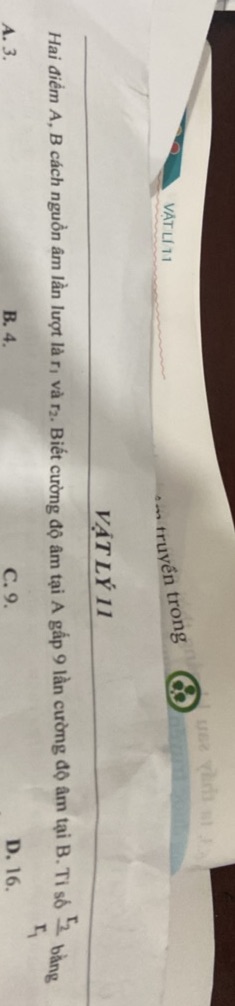 VẬT LÍ 11
truyền trong
VẬT LÝ 11
Hai điểm A, B cách nguồn âm lần lượt là r₁ và r₂. Biết cường độ âm tại A gấp 9 lần cường độ âm tại B. Tỉ số r₂/r₁ bằng
A. 3. B. 4. C. 9. D. 16.